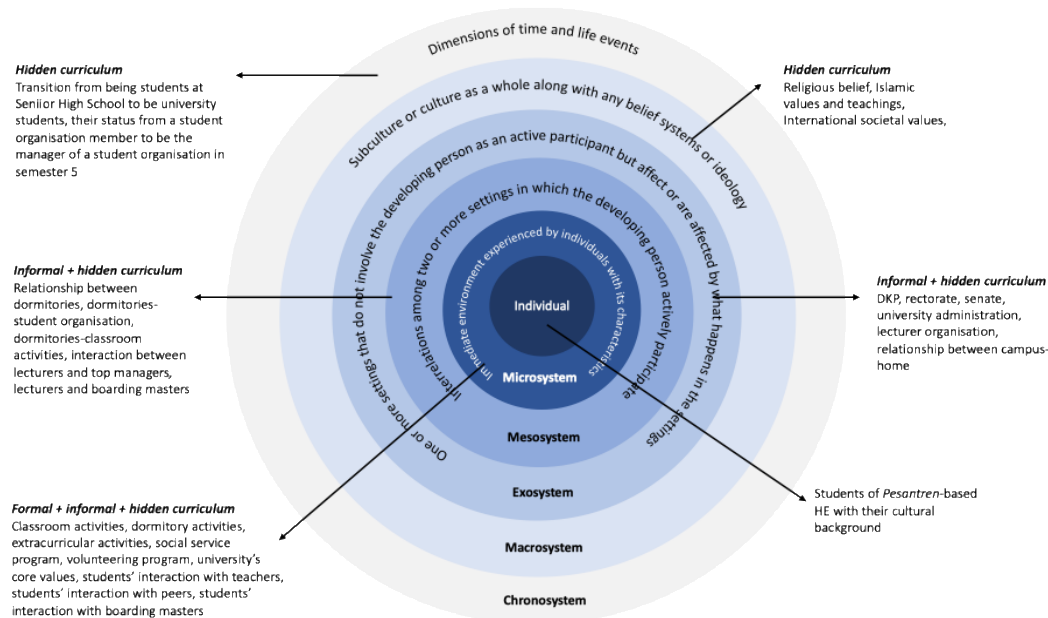 Dimensions of time and life events
Subculture or culture as a whole along with any belief systems or ideology
One or more settings that do not involve the developing person as an active participant but affect or are affected by what happens in the settings
Interrelations among two or more settings in which the developing person actively participate
Immediate environment experienced by individuals with its characteristics
Individual
Microsystem
Mesosystem
Exosystem
Macrosystem
Chronosystem
Hidden curriculum
Transition from being students at
Seniior High School to be university
students, their status from a student
organisation member to be the
manager of a student organisation in
semester 5
Informal + hidden curriculum
Relationship between
dormitories, dormitories-
student organisation,
dormitories-classroom
activities, interaction between
lecturers and top managers,
lecturers and boarding masters
Formal + informal + hidden curriculum
Classroom activities, dormitory activities,
extracurricular activities, social service
program, volunteering program, university's
core values, students' interaction with teachers,
students' interaction with peers, students'
interaction with boarding masters
Hidden curriculum
Religious belief, Islamic
values and teachings,
International societal values,
Informal + hidden curriculum
DKP, rectorate, senate,
university administration,
lecturer organisation,
relationship between campus-
home
Students of Pesantren-based
HE with their cultural
background